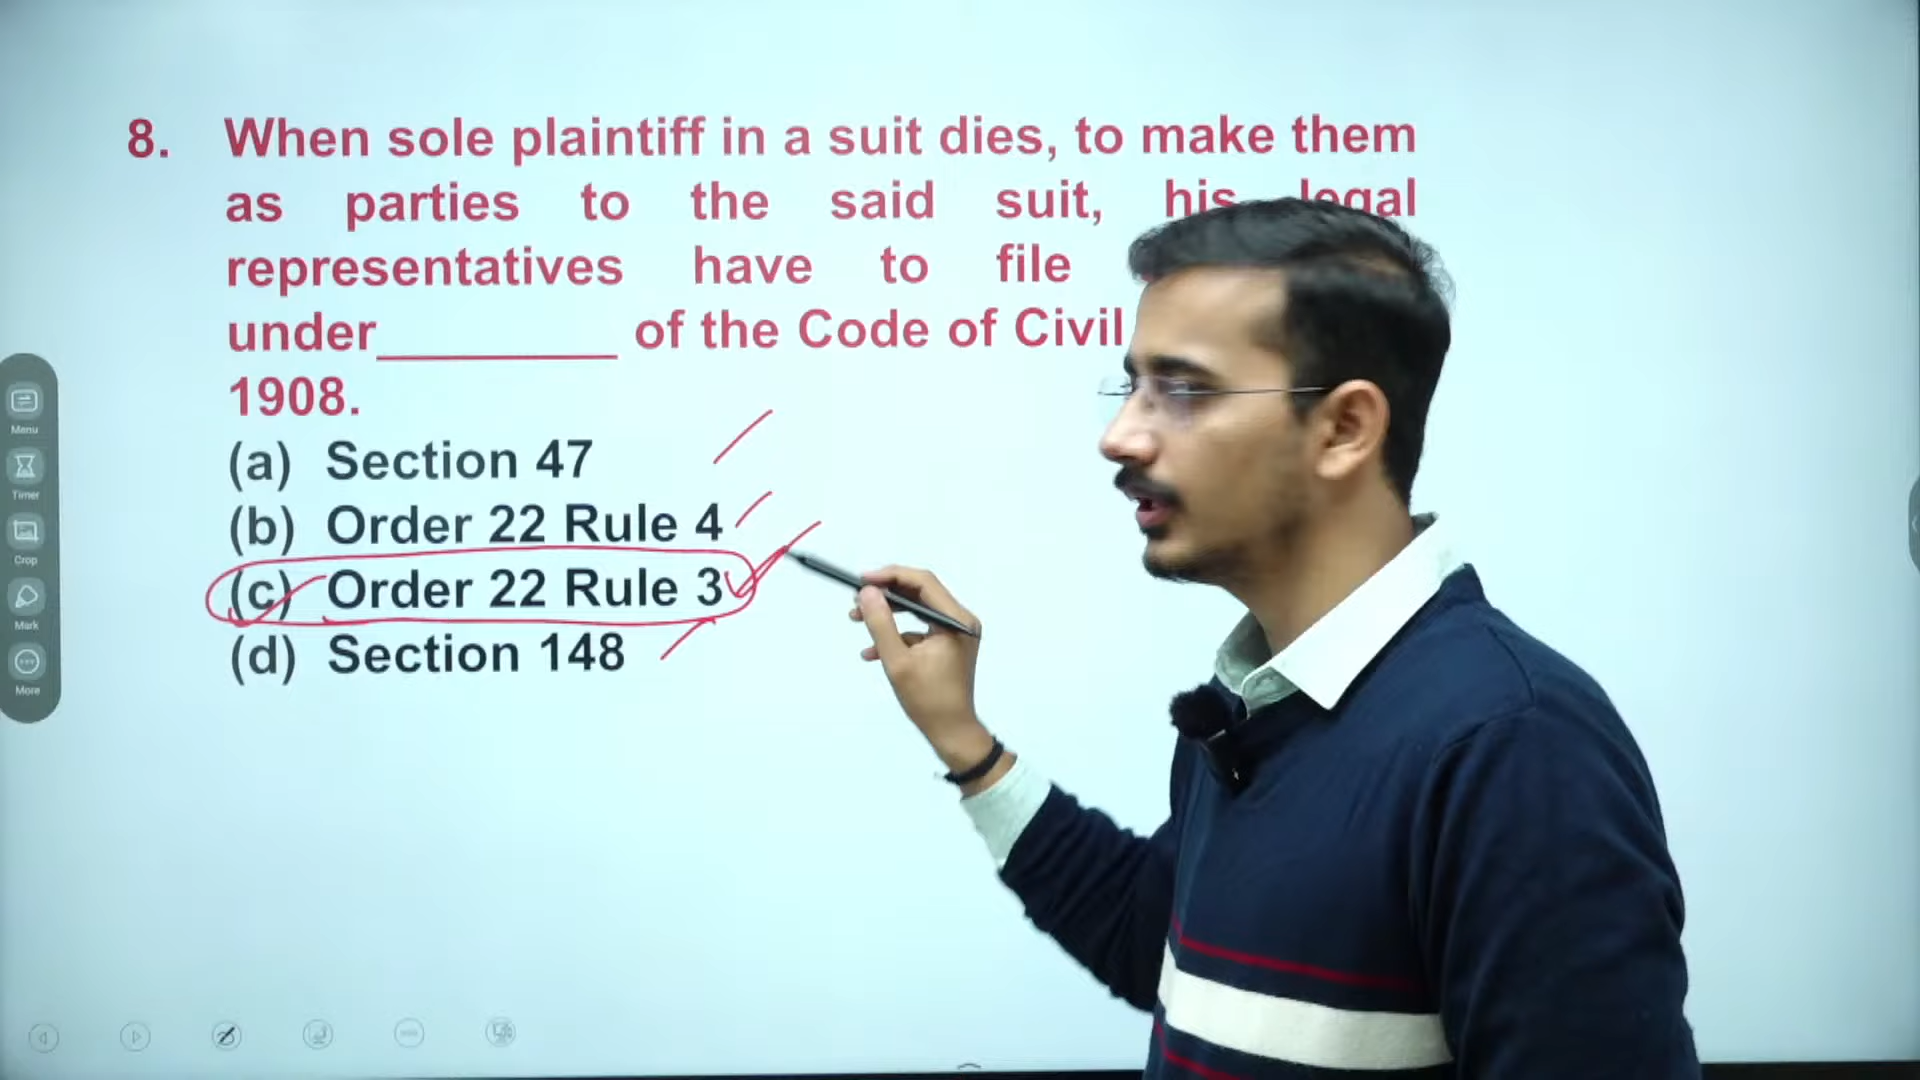 8. When sole plaintiff in a suit dies, to make them
as parties to the said suit, his legal
representatives have to file
under_________ of the Code of Civil
1908.
(a) Section 47
(b) Order 22 Rule 4
(c) Order 22 Rule 3
(d) Section 148
Menu
Timer
Crop
Mark
More